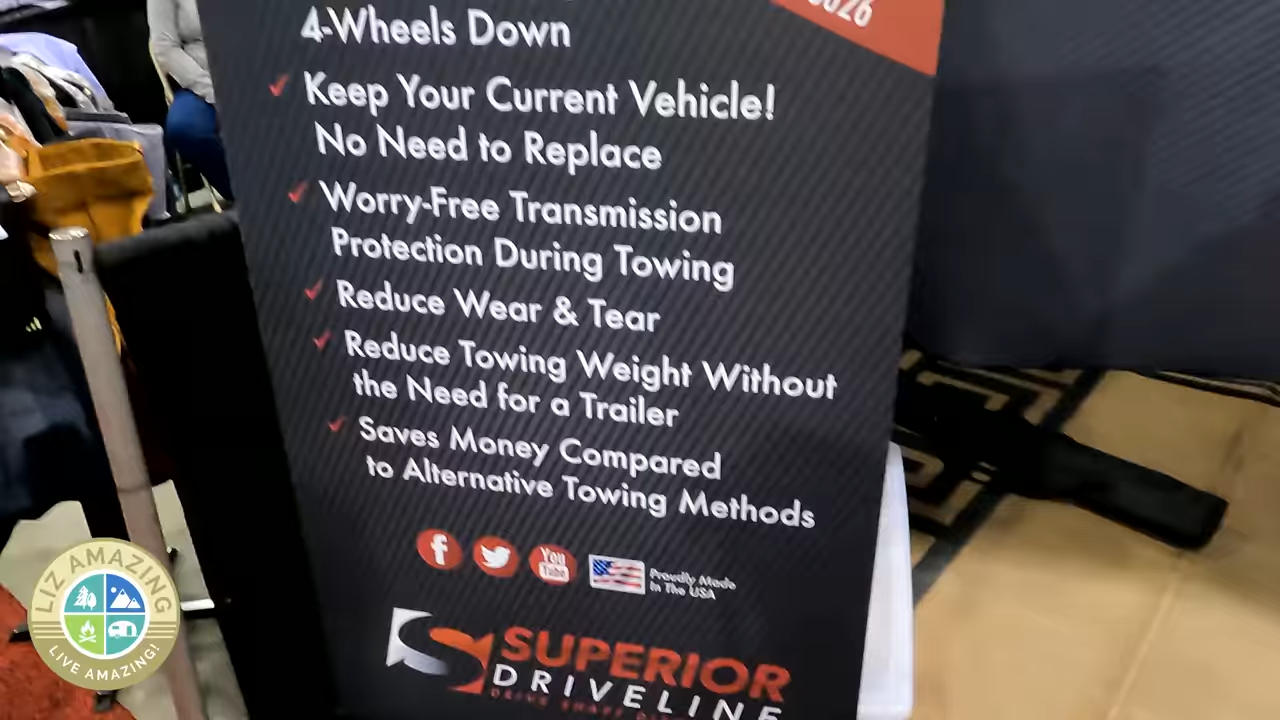 4-Wheels Down
Keep Your Current Vehicle!
No Need to Replace
Worry-Free Transmission
Protection During Towing
Reduce Wear & Tear
Reduce Towing Weight Without
the Need for a Trailer
Saves Money Compared
to Alternative Towing Methods
f
You
Tube
Proudly Made
In The USA
SUPERIOR
DRIVELINE
LIZ AMAZING
LIVE AMAZING!